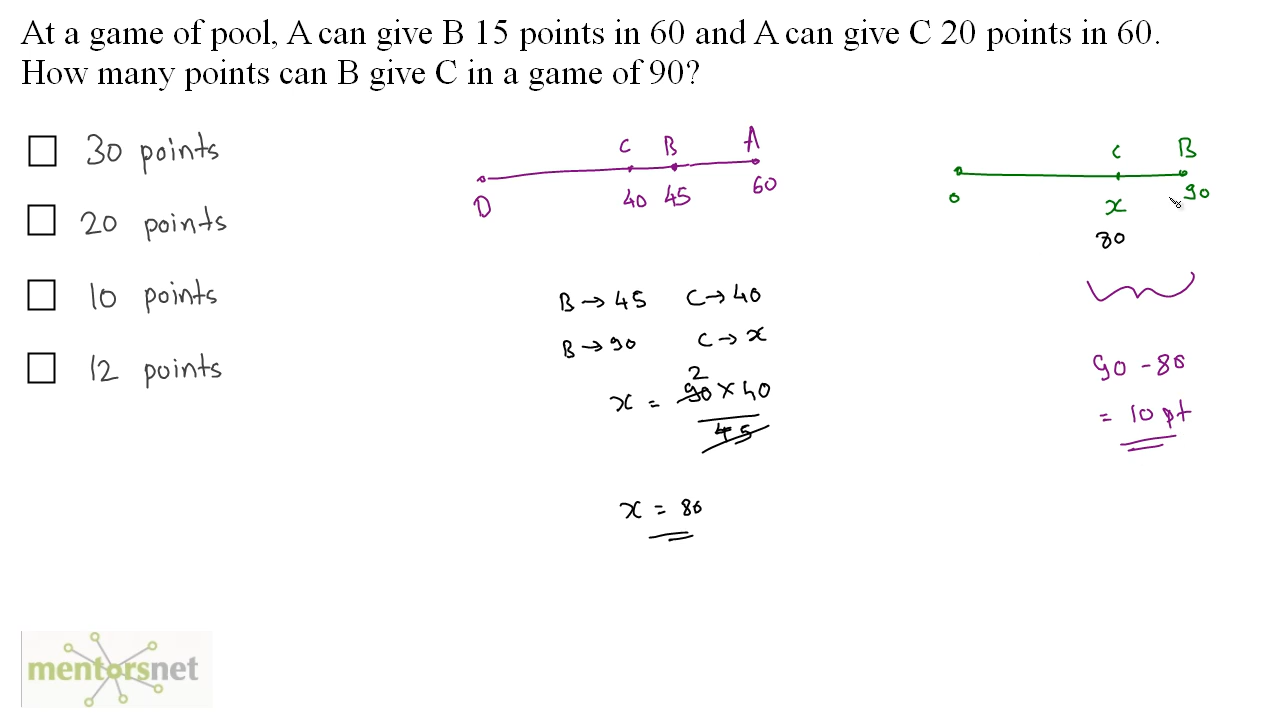 At a game of pool, A can give B 15 points in 60 and A can give C 20 points in 60.
How many points can B give C in a game of 90?
30 points
20 points
10 points
12 points
C B A
D 40 45 60
C B
0 x 90
80
B → 45 C → 40
B → 90 C → x
2
x = 90 × 40
45
x = 80
90 - 80
= 10 pt
mentorsnet